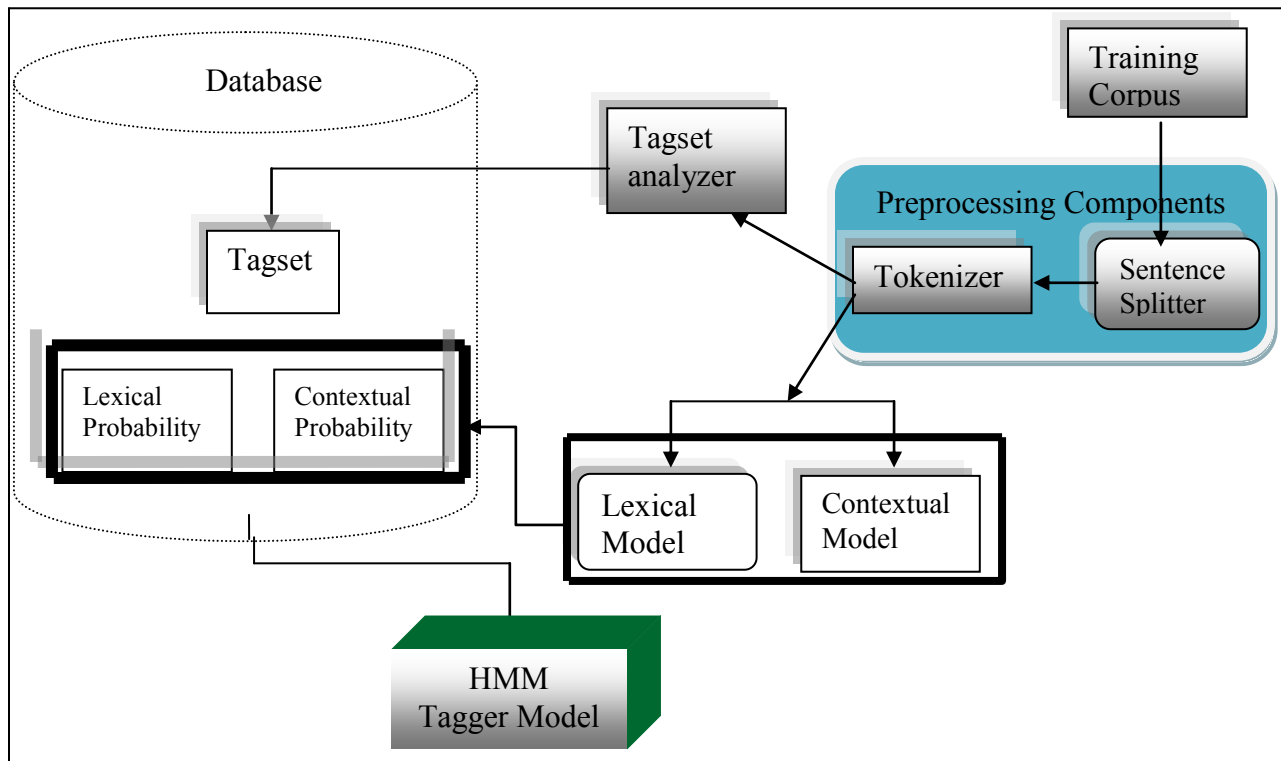 Database
Training
Corpus
Tagset
analyzer
Preprocessing Components
Tagset
Tokenizer
Sentence
Splitter
Lexical
Probability
Contextual
Probability
Lexical
Model
Contextual
Model
HMM
Tagger Model